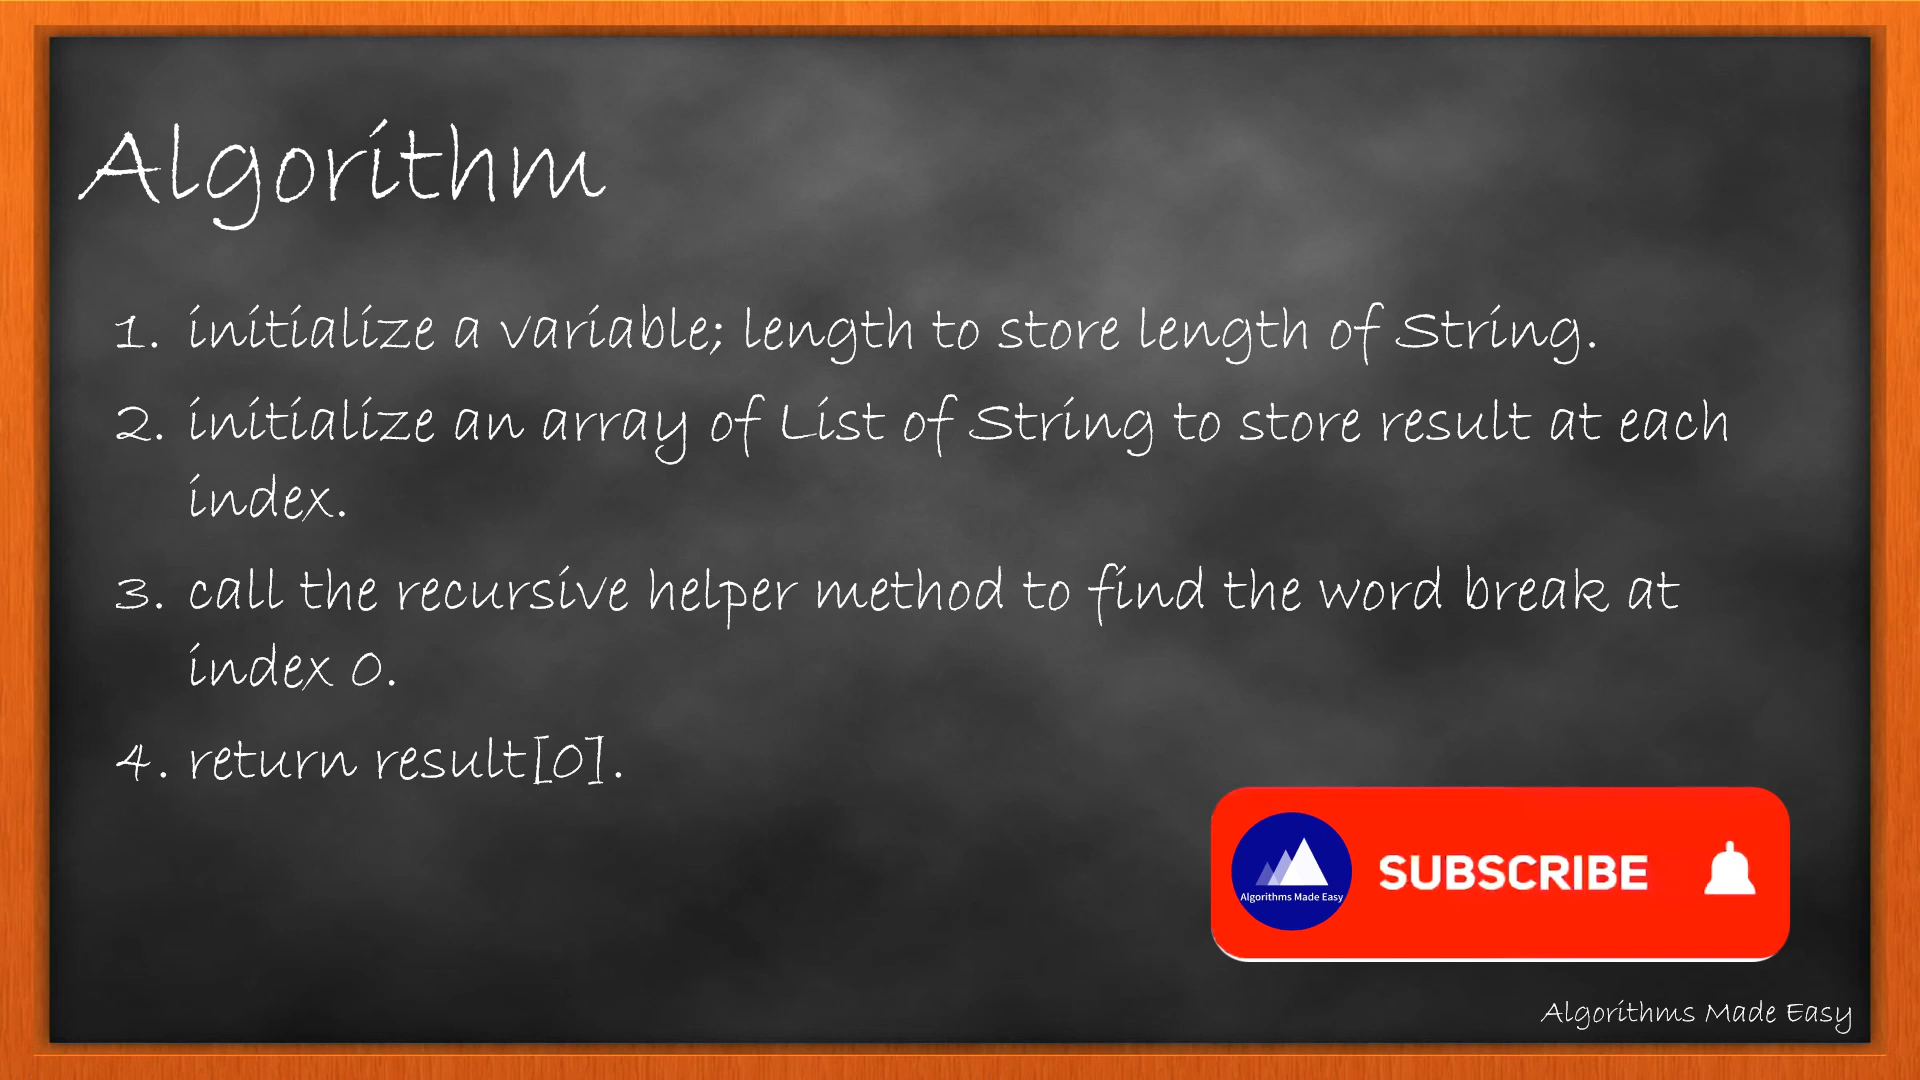 Algorithm
1. initialize a variable; length to store length of String.
2. initialize an array of List of String to store result at each
index.
3. call the recursive helper method to find the word break at
index 0.
4. return result[0].
Algorithms Made Easy
SUBSCRIBE
Algorithms Made Easy